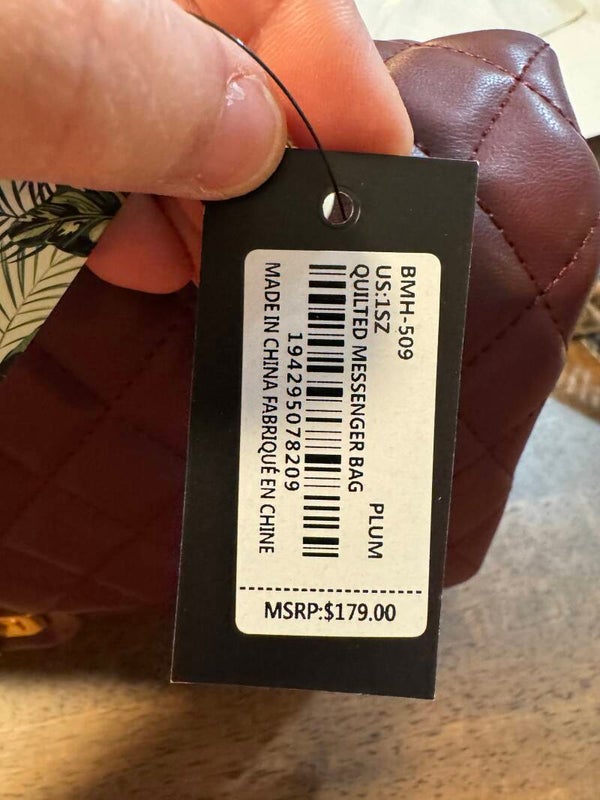 BMH-509
US:1SZ
PLUM
QUILTED MESSENGER BAG
194295078209
MADE IN CHINA FABRIQUÉ EN CHINE
MSRP:$179.00